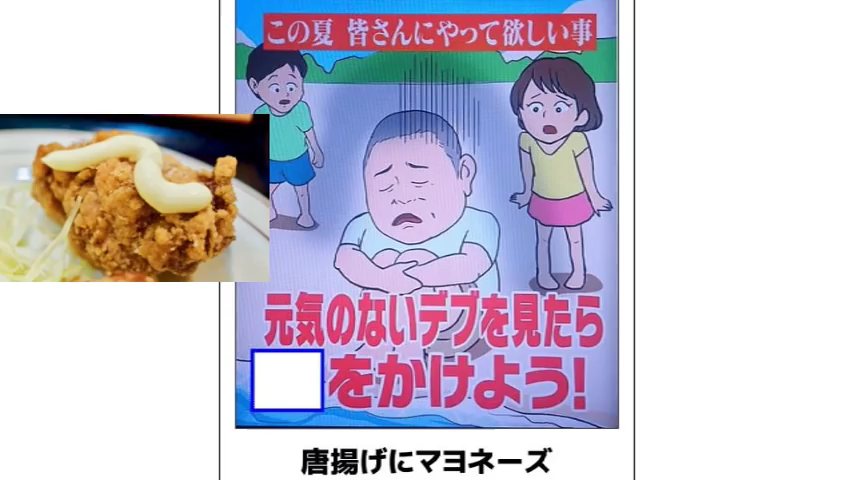 この夏 皆さんにやって欲しい事
元気のないデブを見たら
をかけよう!
唐揚げにマヨネーズ